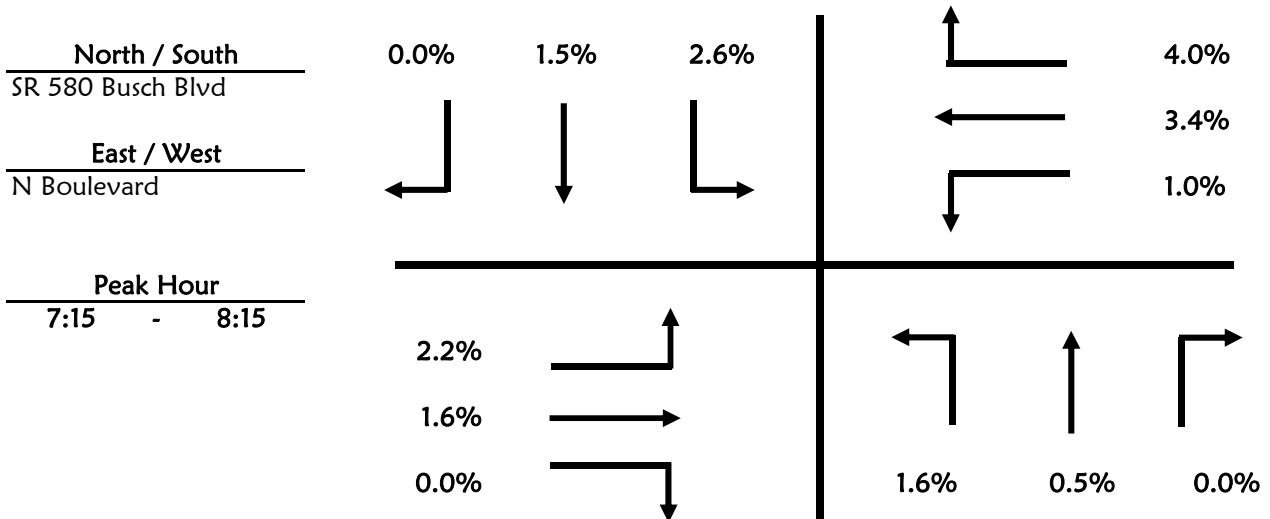 North / South
SR 580 Busch Blvd
East / West
N Boulevard
Peak Hour
7:15 - 8:15
0.0% 1.5% 2.6%
4.0%
3.4%
1.0%
2.2%
1.6%
0.0%
1.6% 0.5% 0.0%